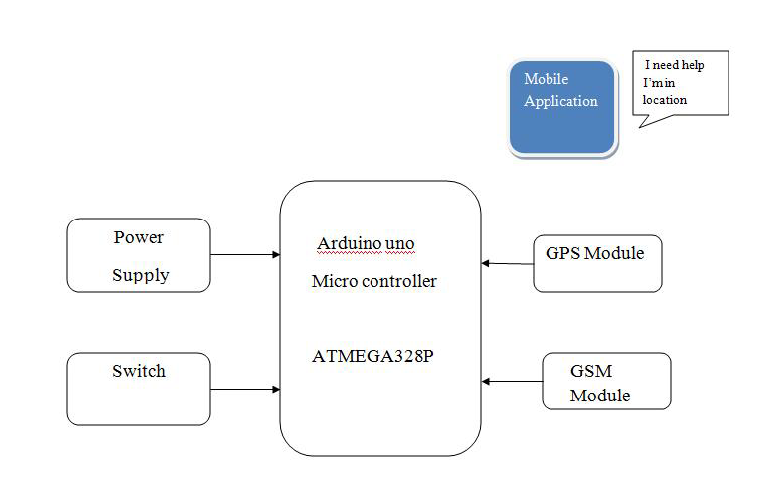 Mobile
Application
I need help
I'm in
location
Power
Supply
Arduino uno
Micro controller
ATMEGA328P
GPS Module
Switch
GSM
Module